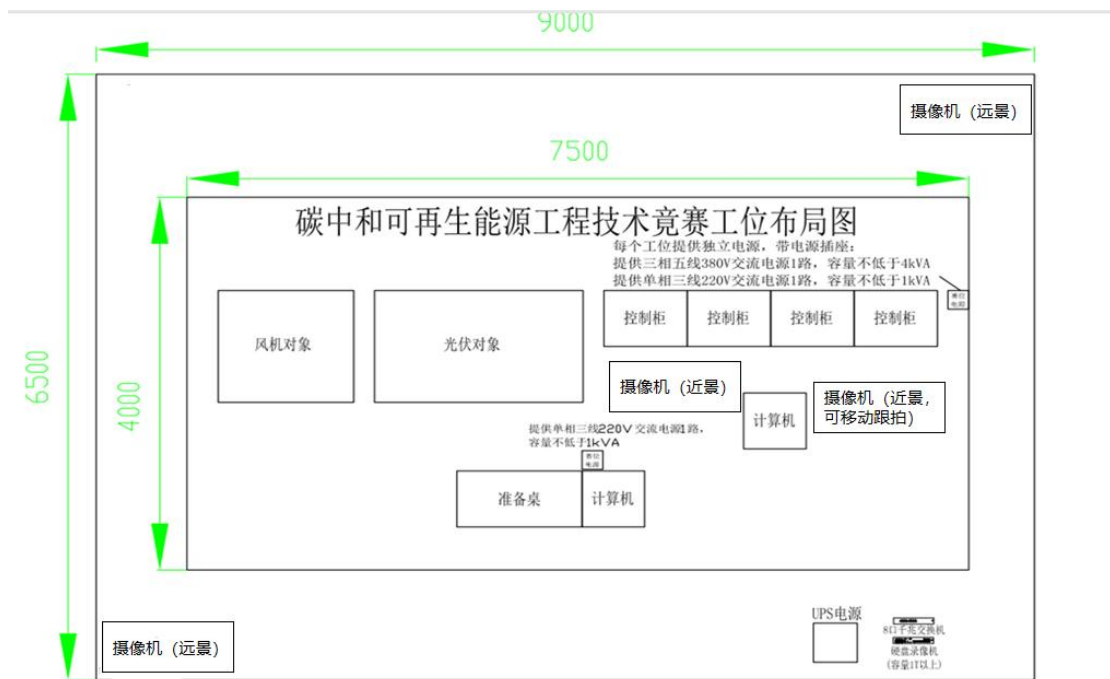 9000
摄像机（远景）
7500
碳中和可再生能源工程技术竞赛工位布局图
每个工位提供独立电源，带电源插座：
提供三相五线380V交流电源1路，容量不低于4kVA
提供单相三线220V交流电源1路，容量不低于1kVA
控制柜
控制柜
控制柜
控制柜
风机对象
光伏对象
6500
4000
摄像机（近景）
摄像机（近景，
可移动跟拍）
计算机
提供单相三线220V交流电源1路，
容量不低于1kVA
准备桌
计算机
UPS电源
8口千兆交换机
硬盘录像机
(容量1T以上)
摄像机（远景）